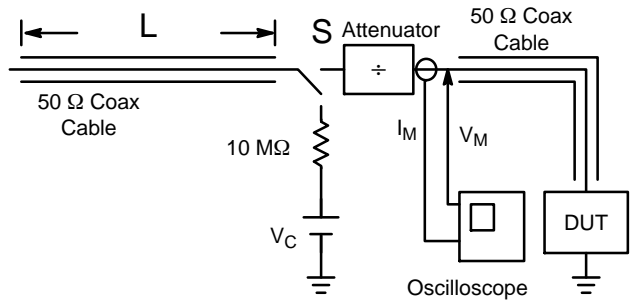 L
S
Attenuator
50 Ω Coax
Cable
÷
50 Ω Coax
Cable
I_M
V_M
10 MΩ
V_C
DUT
Oscilloscope